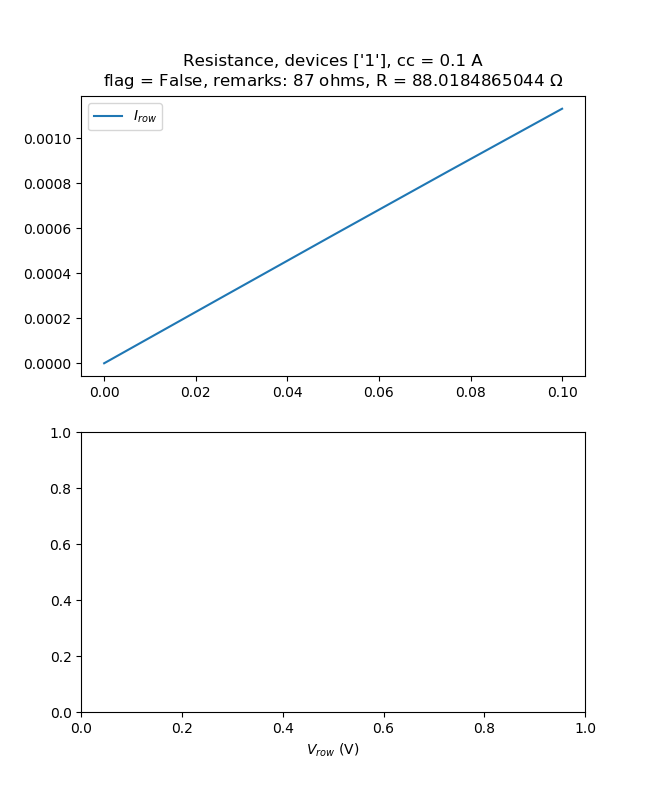 Resistance, devices ['1'], cc = 0.1 A
flag = False, remarks: 87 ohms, R = 88.0184865044 Ω
I_row
0.0010
0.0008
0.0006
0.0004
0.0002
0.0000
0.00 0.02 0.04 0.06 0.08 0.10
1.0
0.8
0.6
0.4
0.2
0.0
0.0 0.2 0.4 0.6 0.8 1.0
V_row (V)